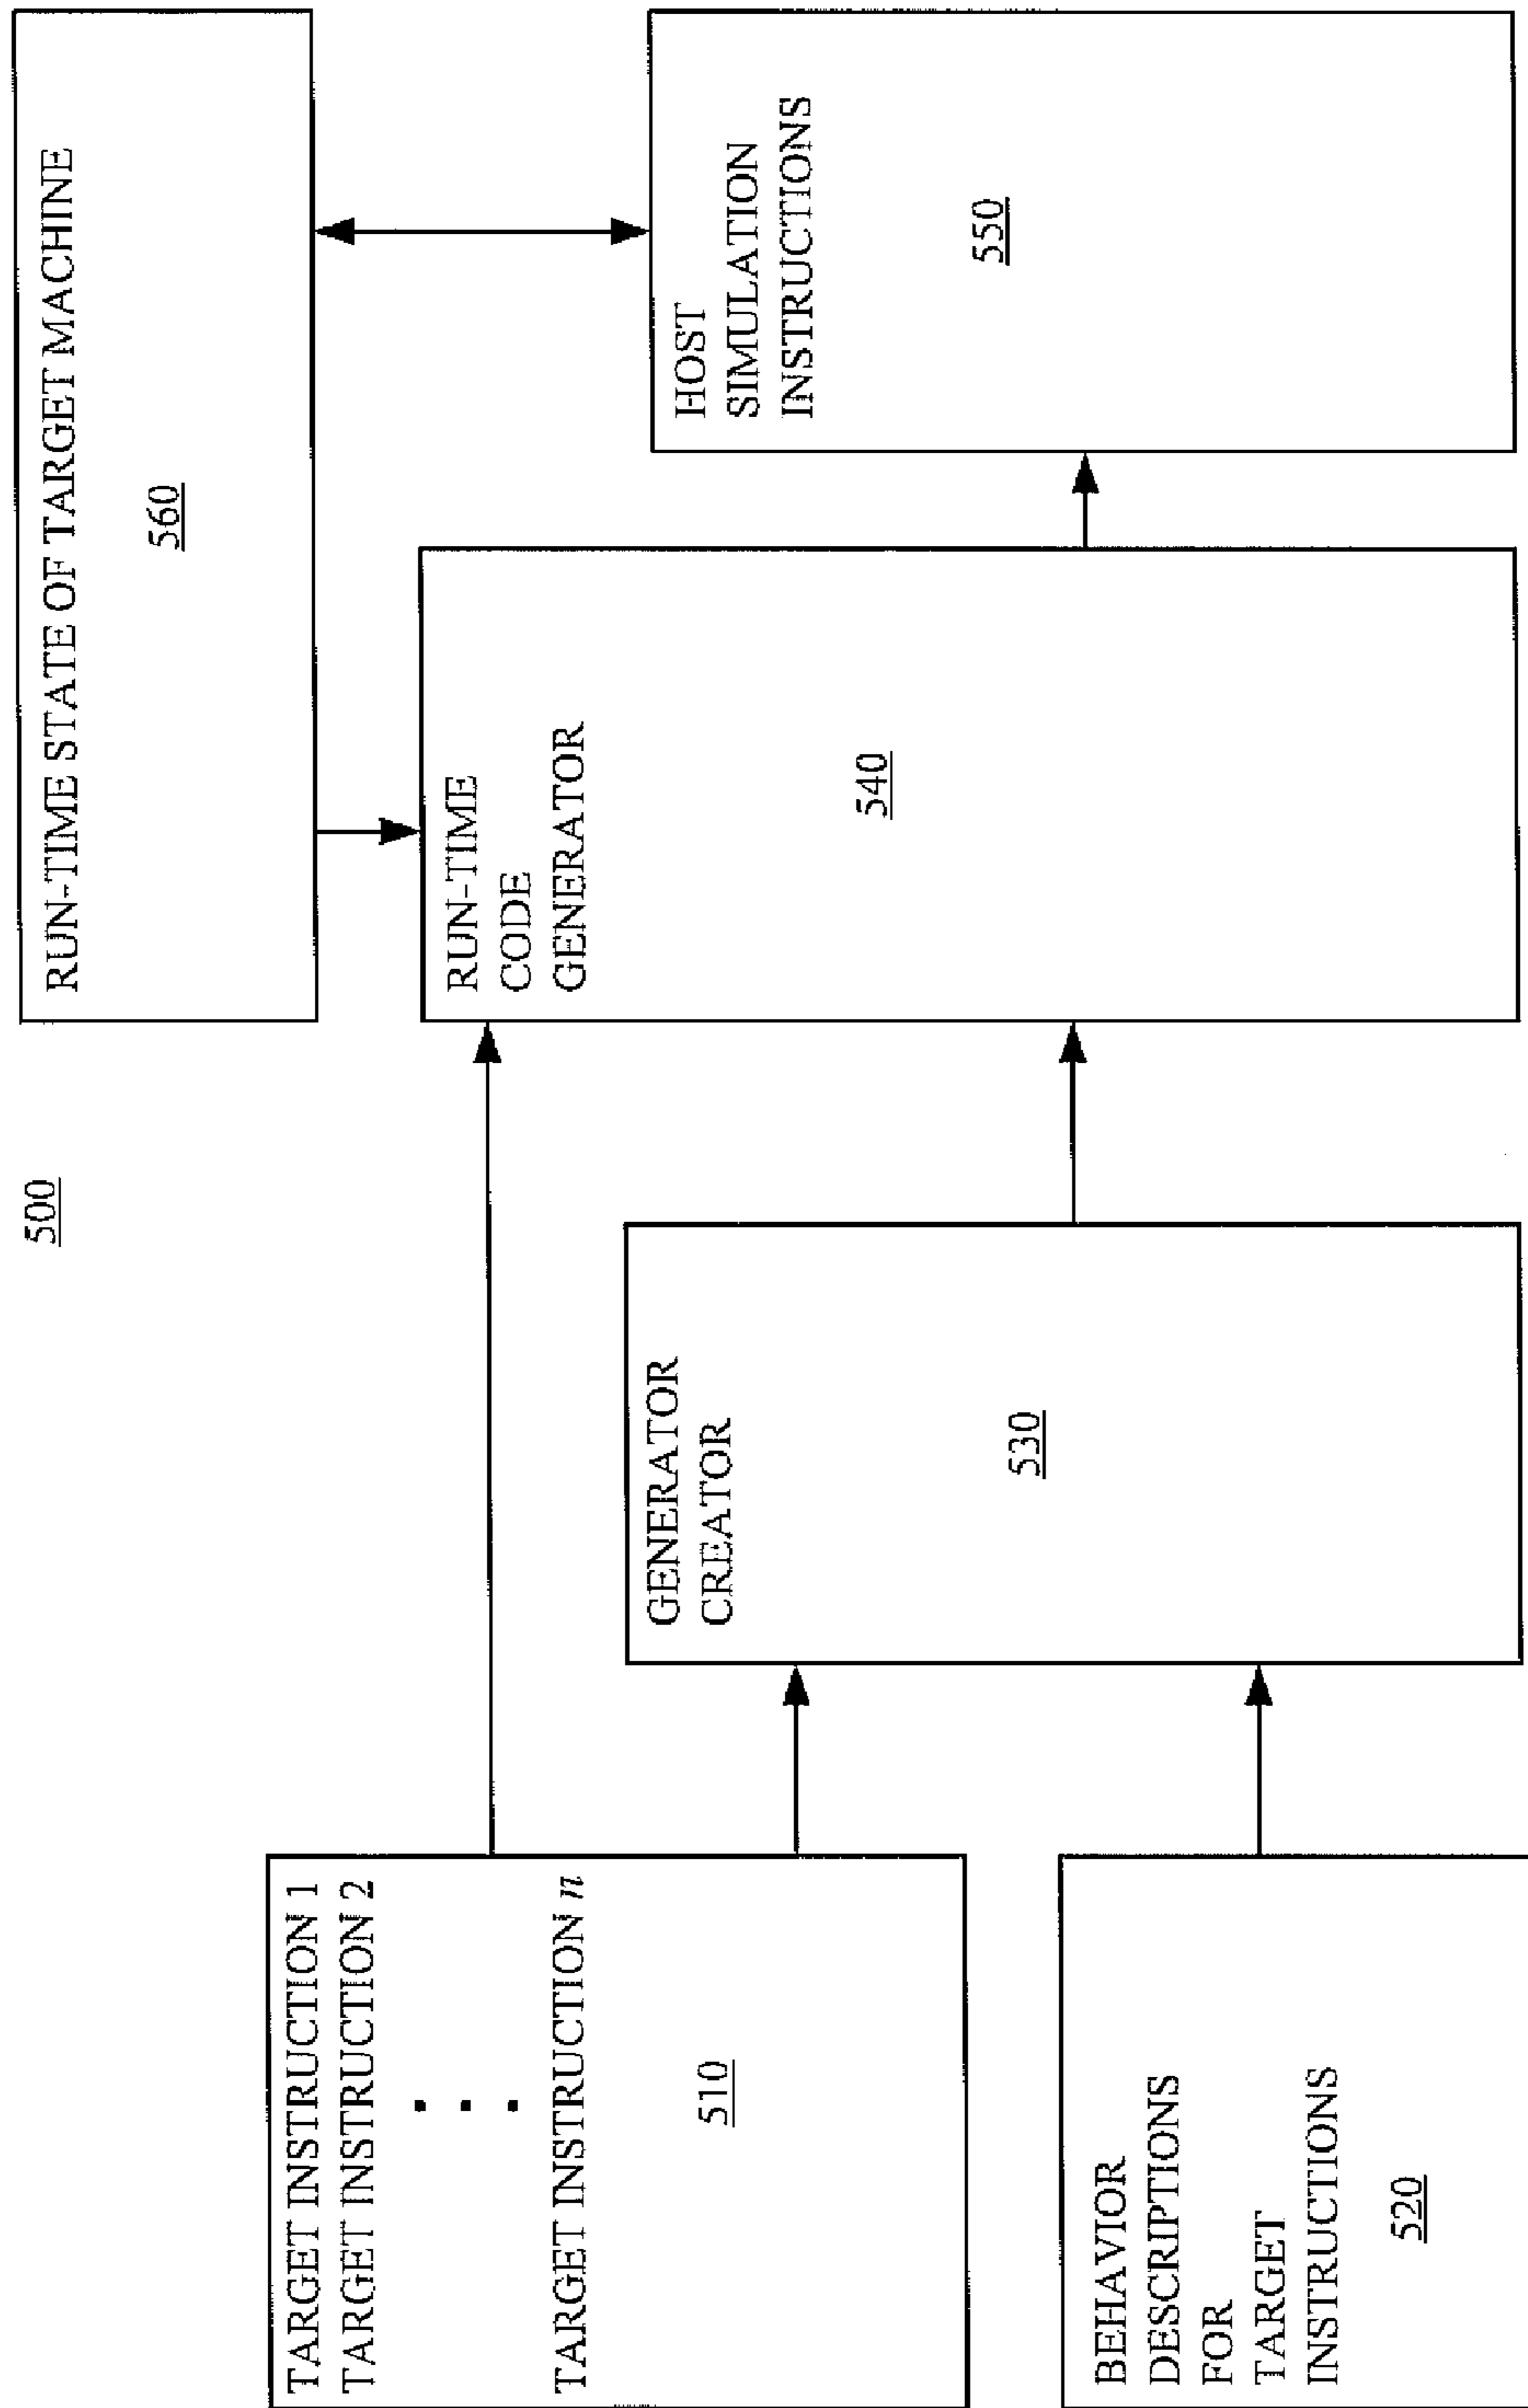 500
TARGET INSTRUCTION 1
TARGET INSTRUCTION 2
TARGET INSTRUCTION n
510
BEHAVIOR
DESCRIPTIONS
FOR
TARGET
INSTRUCTIONS
520
GENERATOR
CREATOR
530
RUN-TIME
CODE
GENERATOR
540
RUN-TIME STATE OF TARGET MACHINE
560
HOST
SIMULATION
INSTRUCTIONS
550